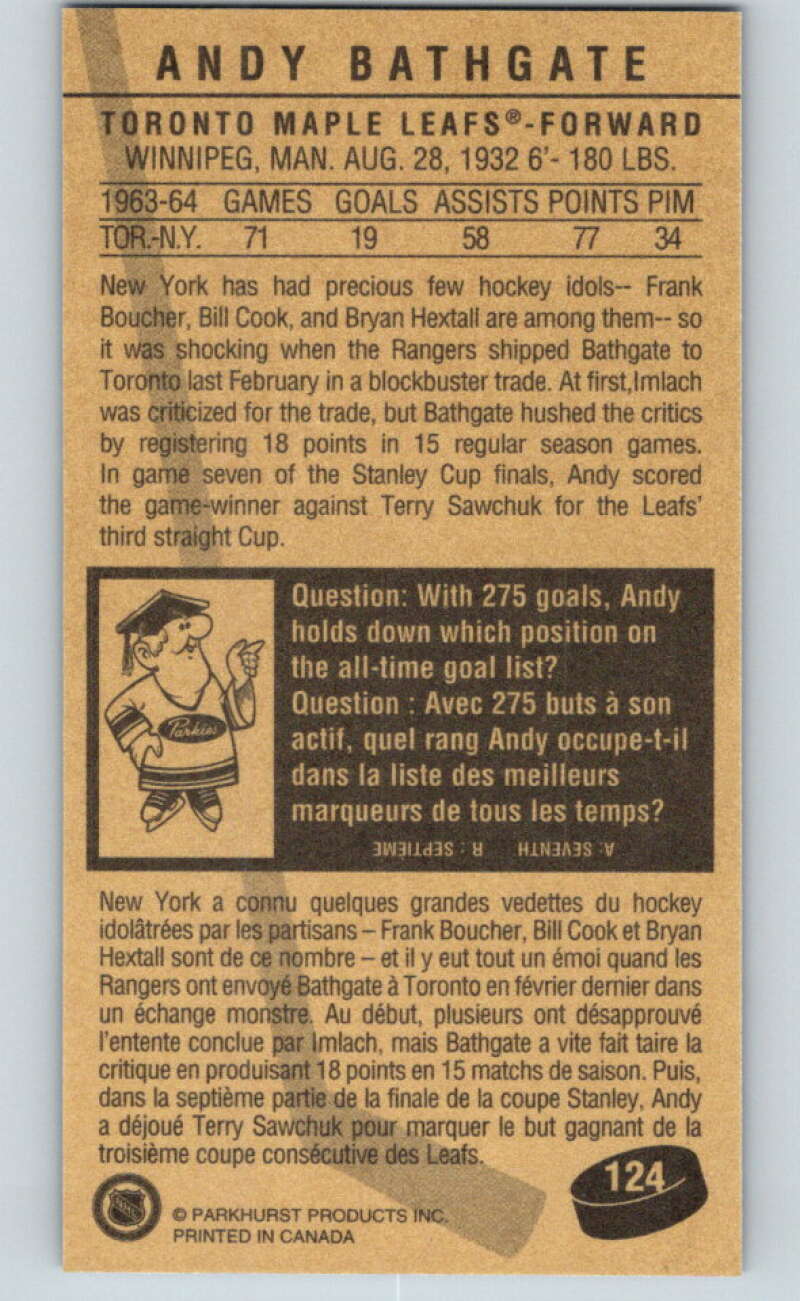 ANDY BATHGATE
TORONTO MAPLE LEAFS®-FORWARD
WINNIPEG, MAN. AUG. 28, 1932 6'- 180 LBS.
1963-64 GAMES GOALS ASSISTS POINTS PIM
TOR.-N.Y. 71 19 58 77 34
New York has had precious few hockey idols-- Frank
Boucher, Bill Cook, and Bryan Hextall are among them-- so
it was shocking when the Rangers shipped Bathgate to
Toronto last February in a blockbuster trade. At first,Imlach
was criticized for the trade, but Bathgate hushed the critics
by registering 18 points in 15 regular season games.
In game seven of the Stanley Cup finals, Andy scored
the game-winner against Terry Sawchuk for the Leafs'
third straight Cup.
Parkies
Question: With 275 goals, Andy
holds down which position on
the all-time goal list?
Question : Avec 275 buts à son
actif, quel rang Andy occupe-t-il
dans la liste des meilleurs
marqueurs de tous les temps?
A: SEVENTH R : SEPTIEME
New York a connu quelques grandes vedettes du hockey
idolâtrées par les partisans – Frank Boucher, Bill Cook et Bryan
Hextall sont de ce nombre – et il y eut tout un émoi quand les
Rangers ont envoyé Bathgate à Toronto en février dernier dans
un échange monstre. Au début, plusieurs ont désapprouvé
l'entente conclue par Imlach, mais Bathgate a vite fait taire la
critique en produisant 18 points en 15 matchs de saison. Puis,
dans la septième partie de la finale de la coupe Stanley, Andy
a déjoué Terry Sawchuk pour marquer le but gagnant de la
troisième coupe consécutive des Leafs.
124
© PARKHURST PRODUCTS INC.
PRINTED IN CANADA